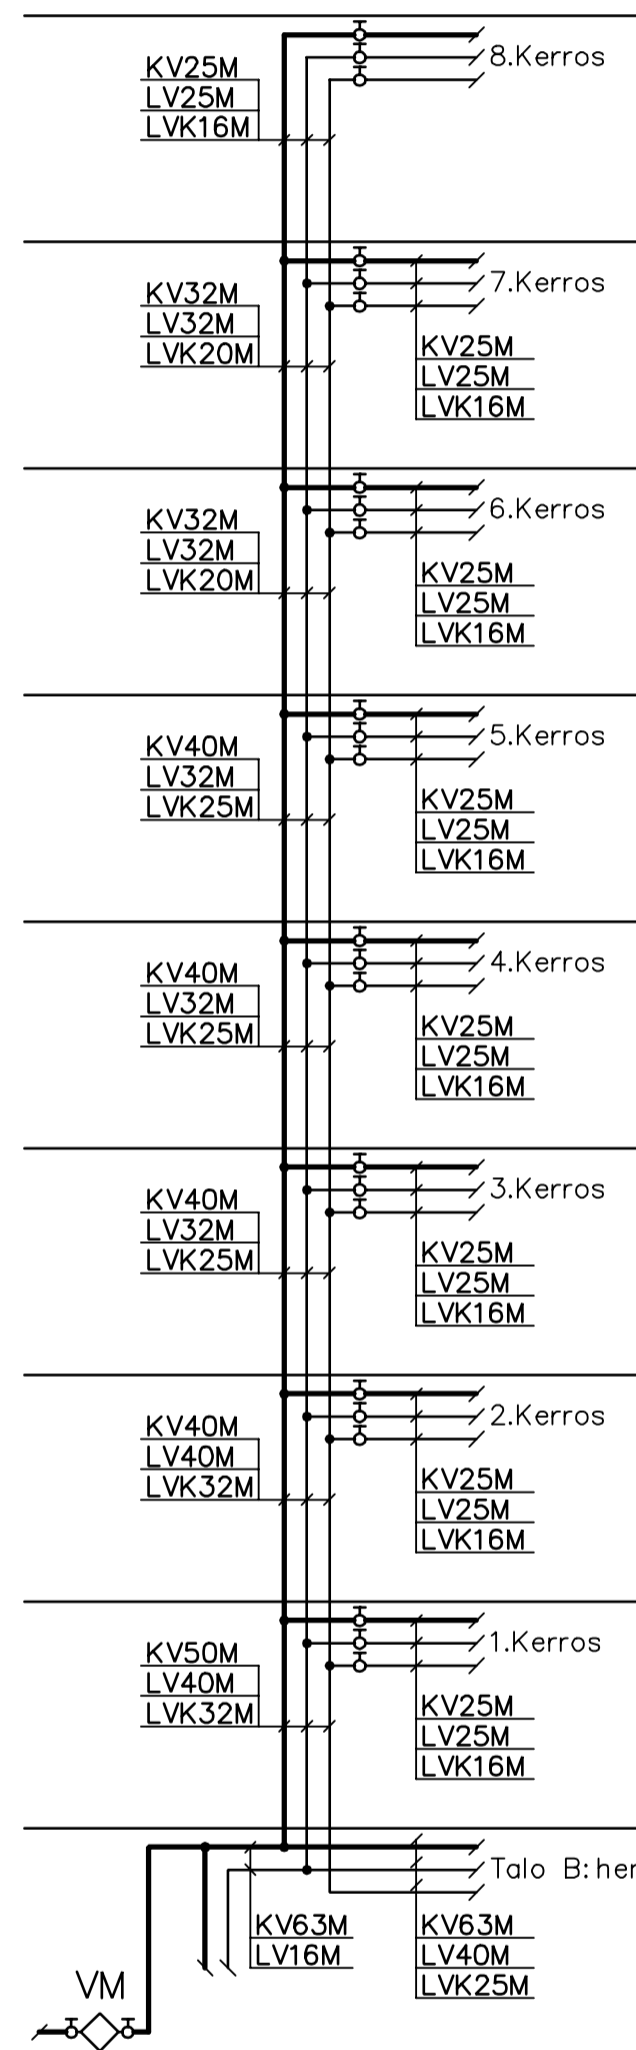 8.Kerros
KV25M
LV25M
LVK16M
7.Kerros
KV32M
LV32M
LVK20M
KV25M
LV25M
LVK16M
6.Kerros
KV32M
LV32M
LVK20M
KV25M
LV25M
LVK16M
5.Kerros
KV40M
LV32M
LVK25M
KV25M
LV25M
LVK16M
4.Kerros
KV40M
LV32M
LVK25M
KV25M
LV25M
LVK16M
3.Kerros
KV40M
LV32M
LVK25M
KV25M
LV25M
LVK16M
2.Kerros
KV40M
LV40M
LVK32M
KV25M
LV25M
LVK16M
1.Kerros
KV50M
LV40M
LVK32M
KV25M
LV25M
LVK16M
Talo B:hen
KV63M
LV16M
KV63M
LV40M
LVK25M
VM